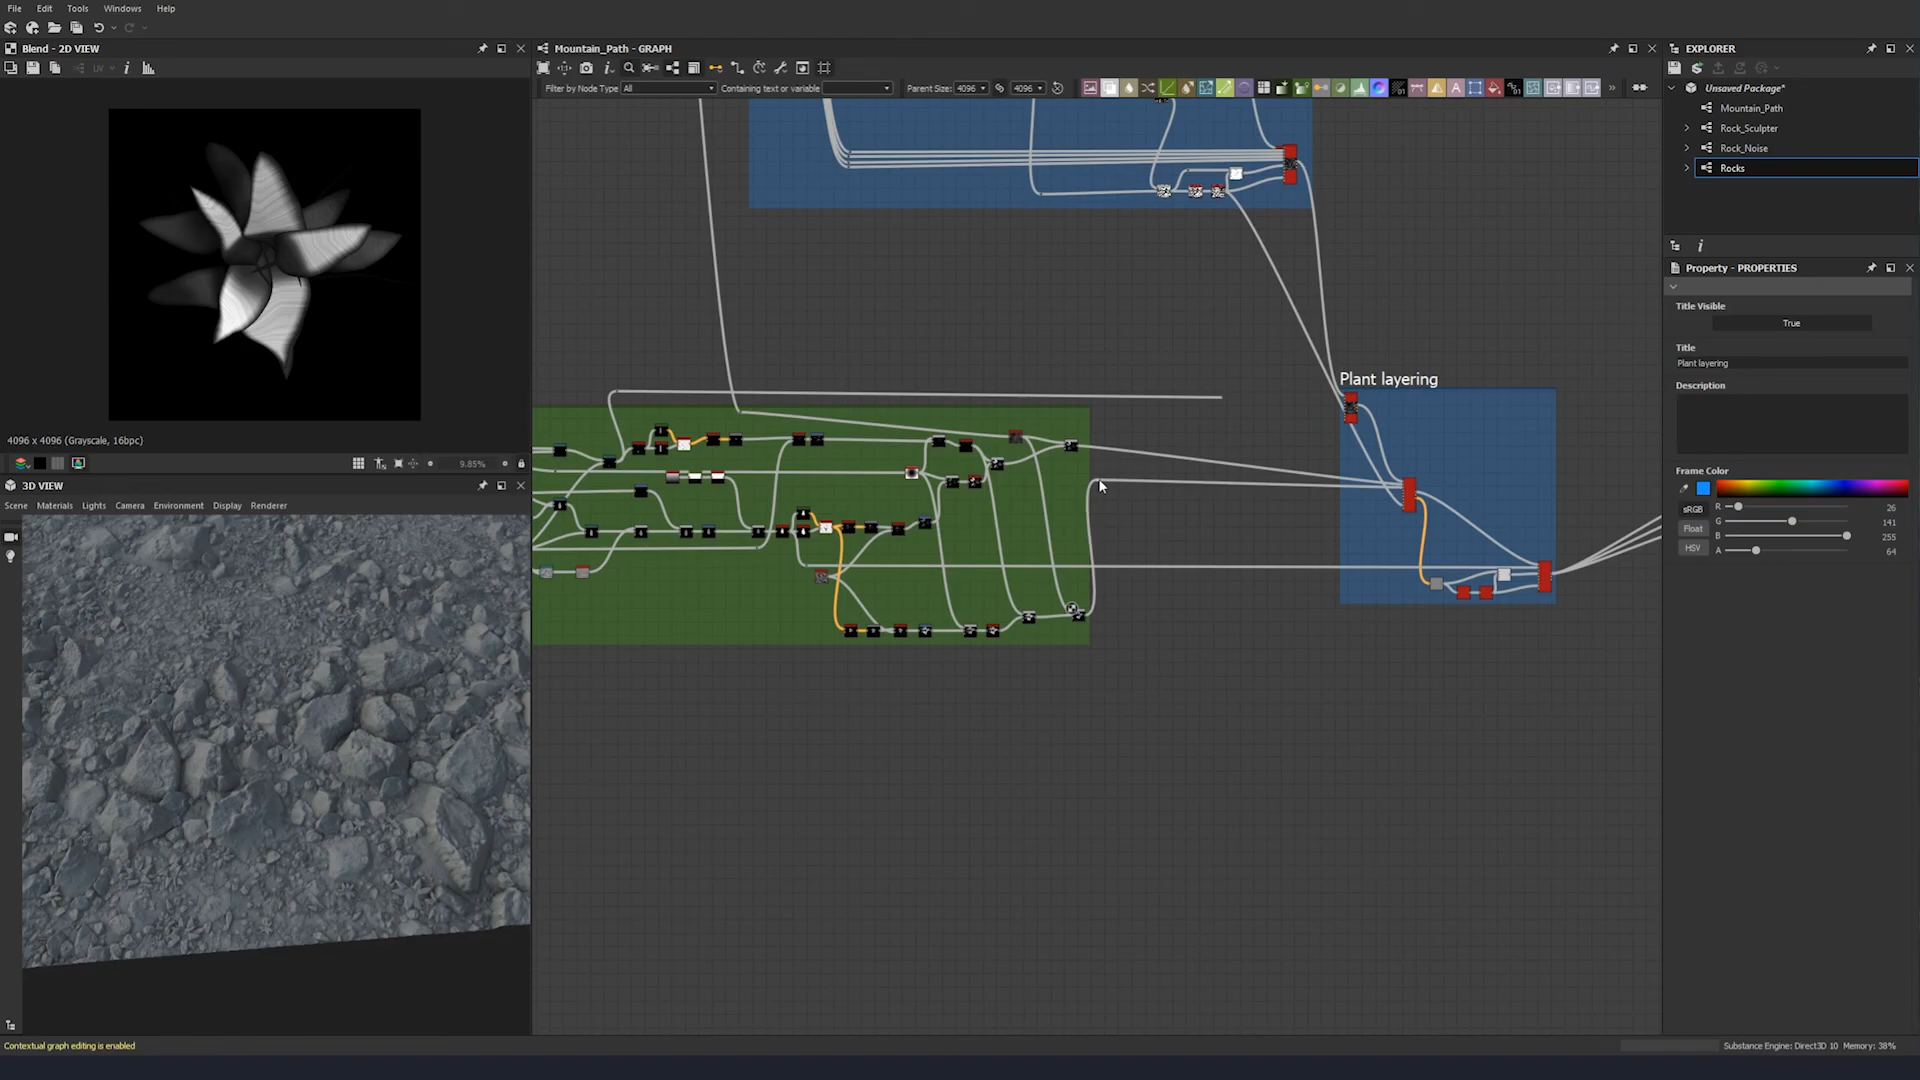 File Edit Tools Windows Help
Blend - 2D VIEW
UV
4096 x 4096 (Grayscale, 16bpc)
9.85%
3D VIEW
Scene Materials Lights Camera Environment Display Renderer
Contextual graph editing is enabled
Mountain_Path - GRAPH
Filter by Node Type All Containing text or variable Parent Size: 4096 4096
Plant layering
EXPLORER
Unsaved Package*
Mountain_Path
Rock_Sculpter
Rock_Noise
Rocks
Property - PROPERTIES
Title Visible
True
Title
Plant layering
Description
Frame Color
sRGB
Float
HSV
R 26
G 141
B 255
A 64
Substance Engine: Direct3D 10 Memory: 38%